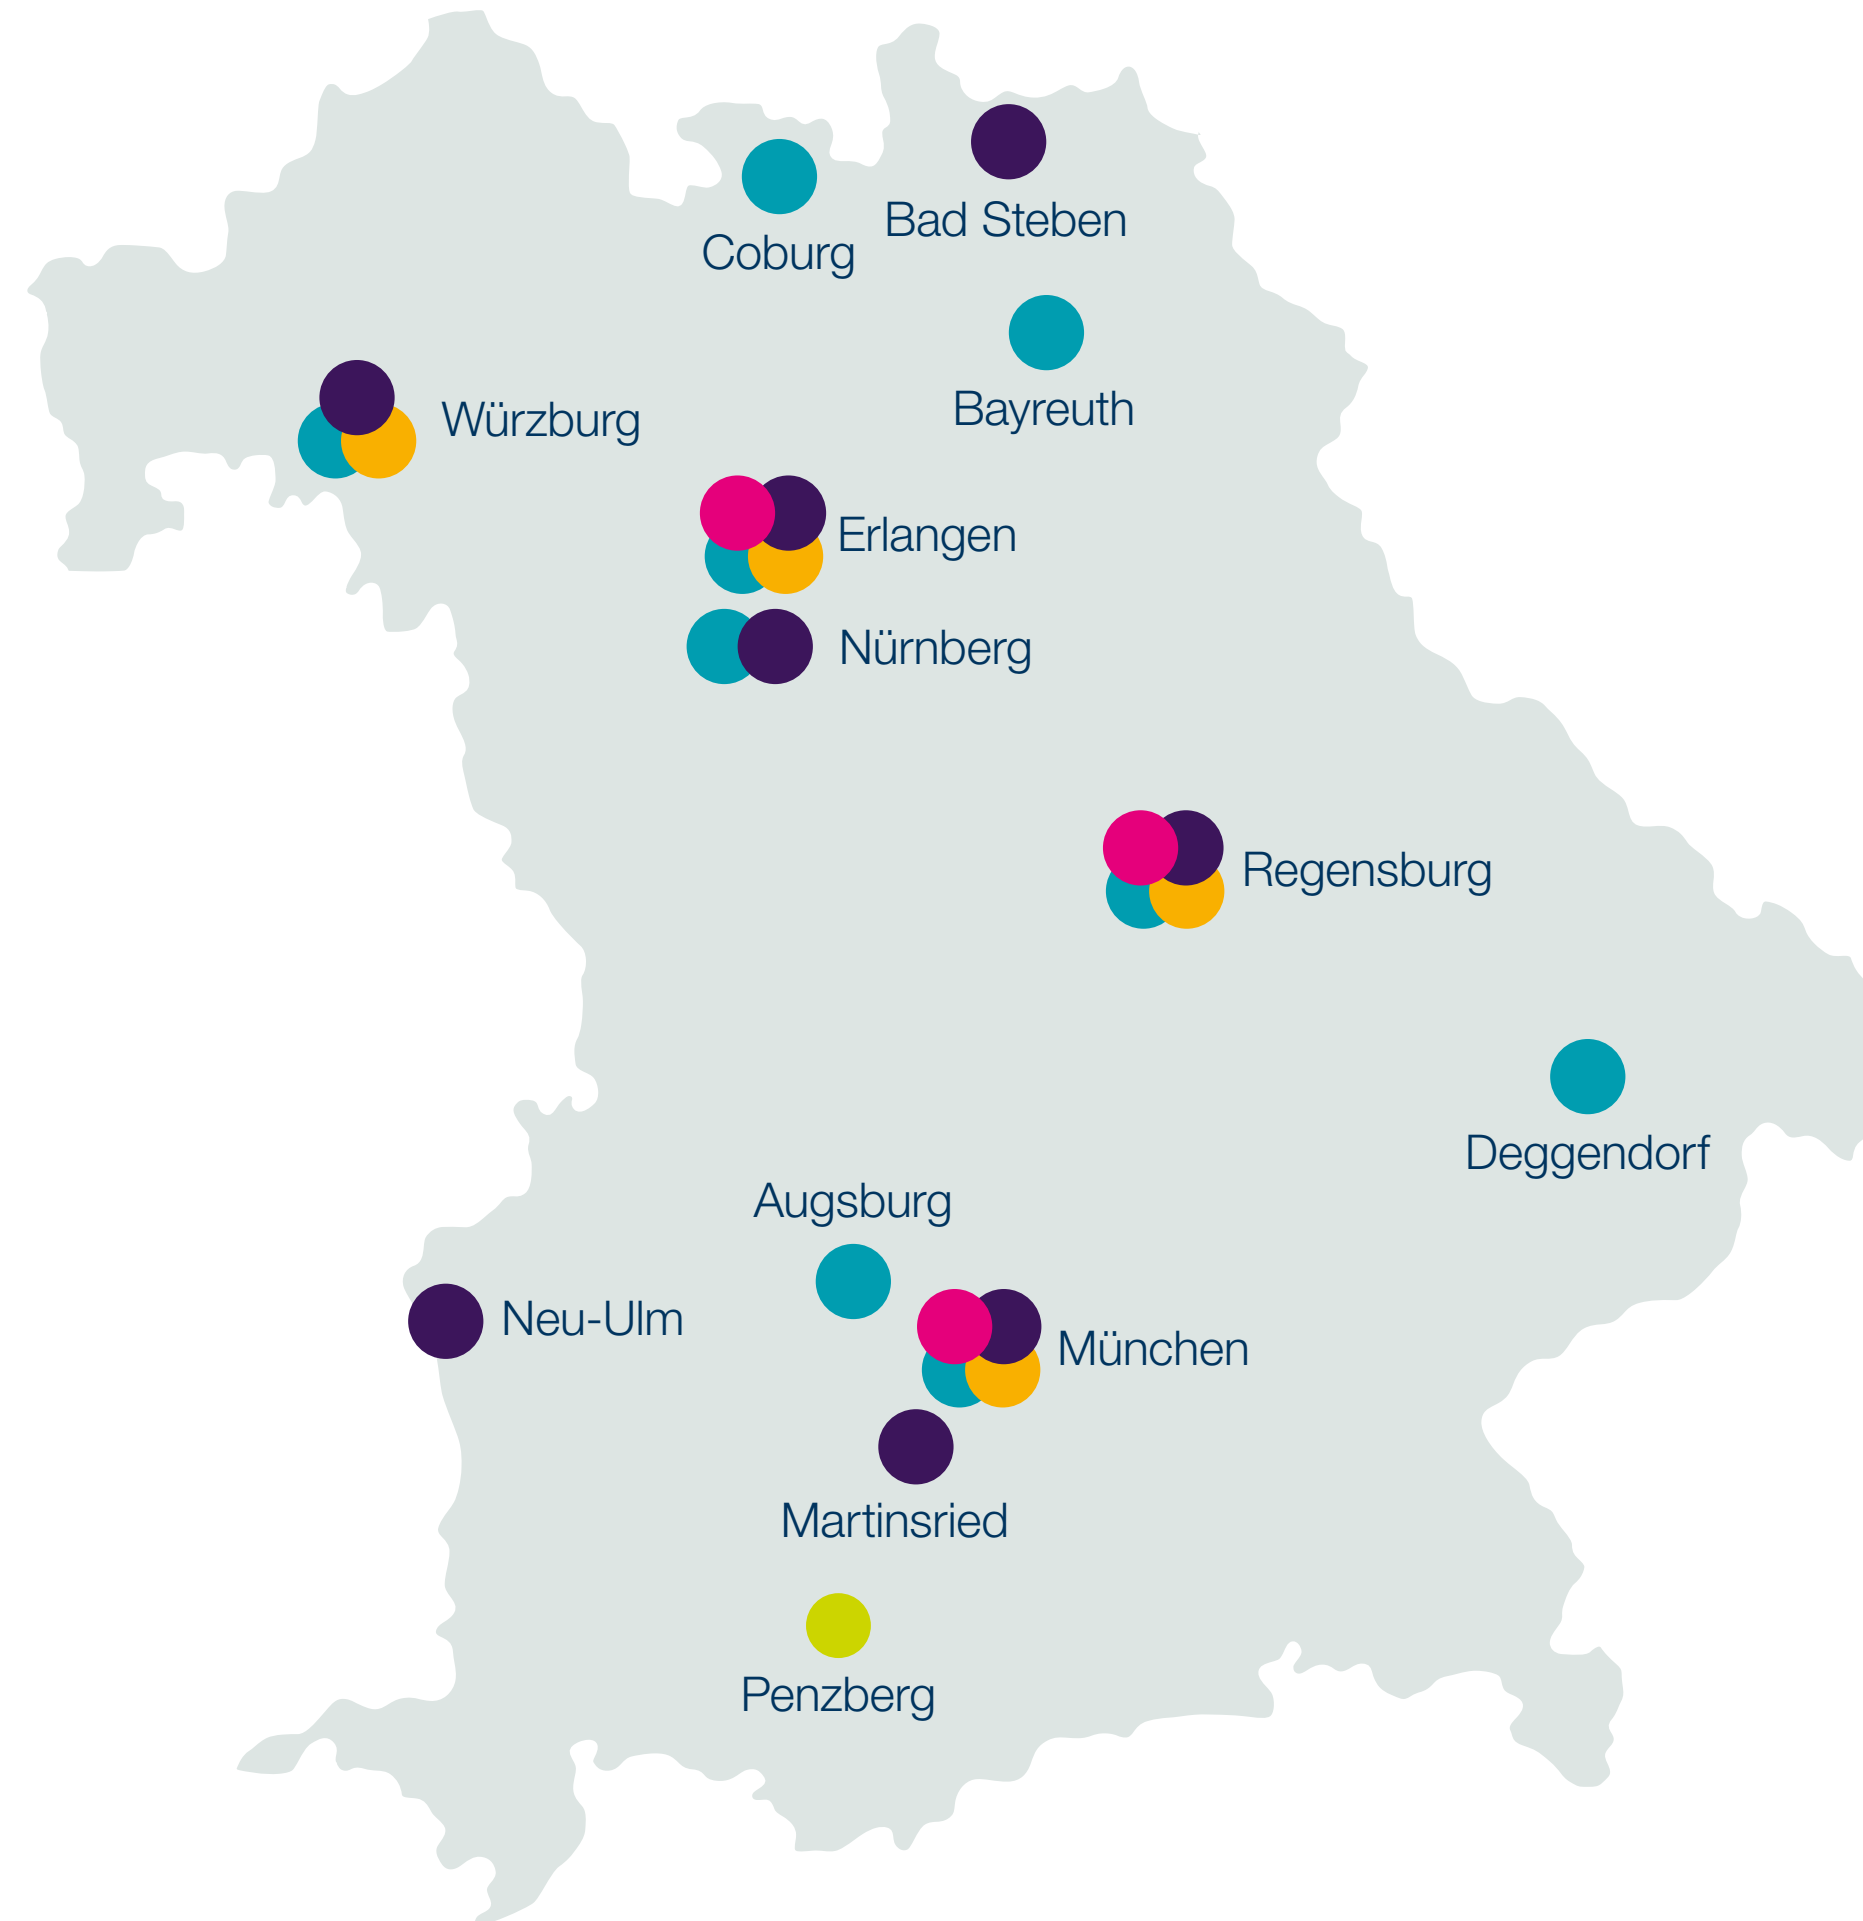 Bad Steben
Coburg
Bayreuth
Würzburg
Erlangen
Nürnberg
Regensburg
Deggendorf
Augsburg
Neu-Ulm
München
Martinsried
Penzberg